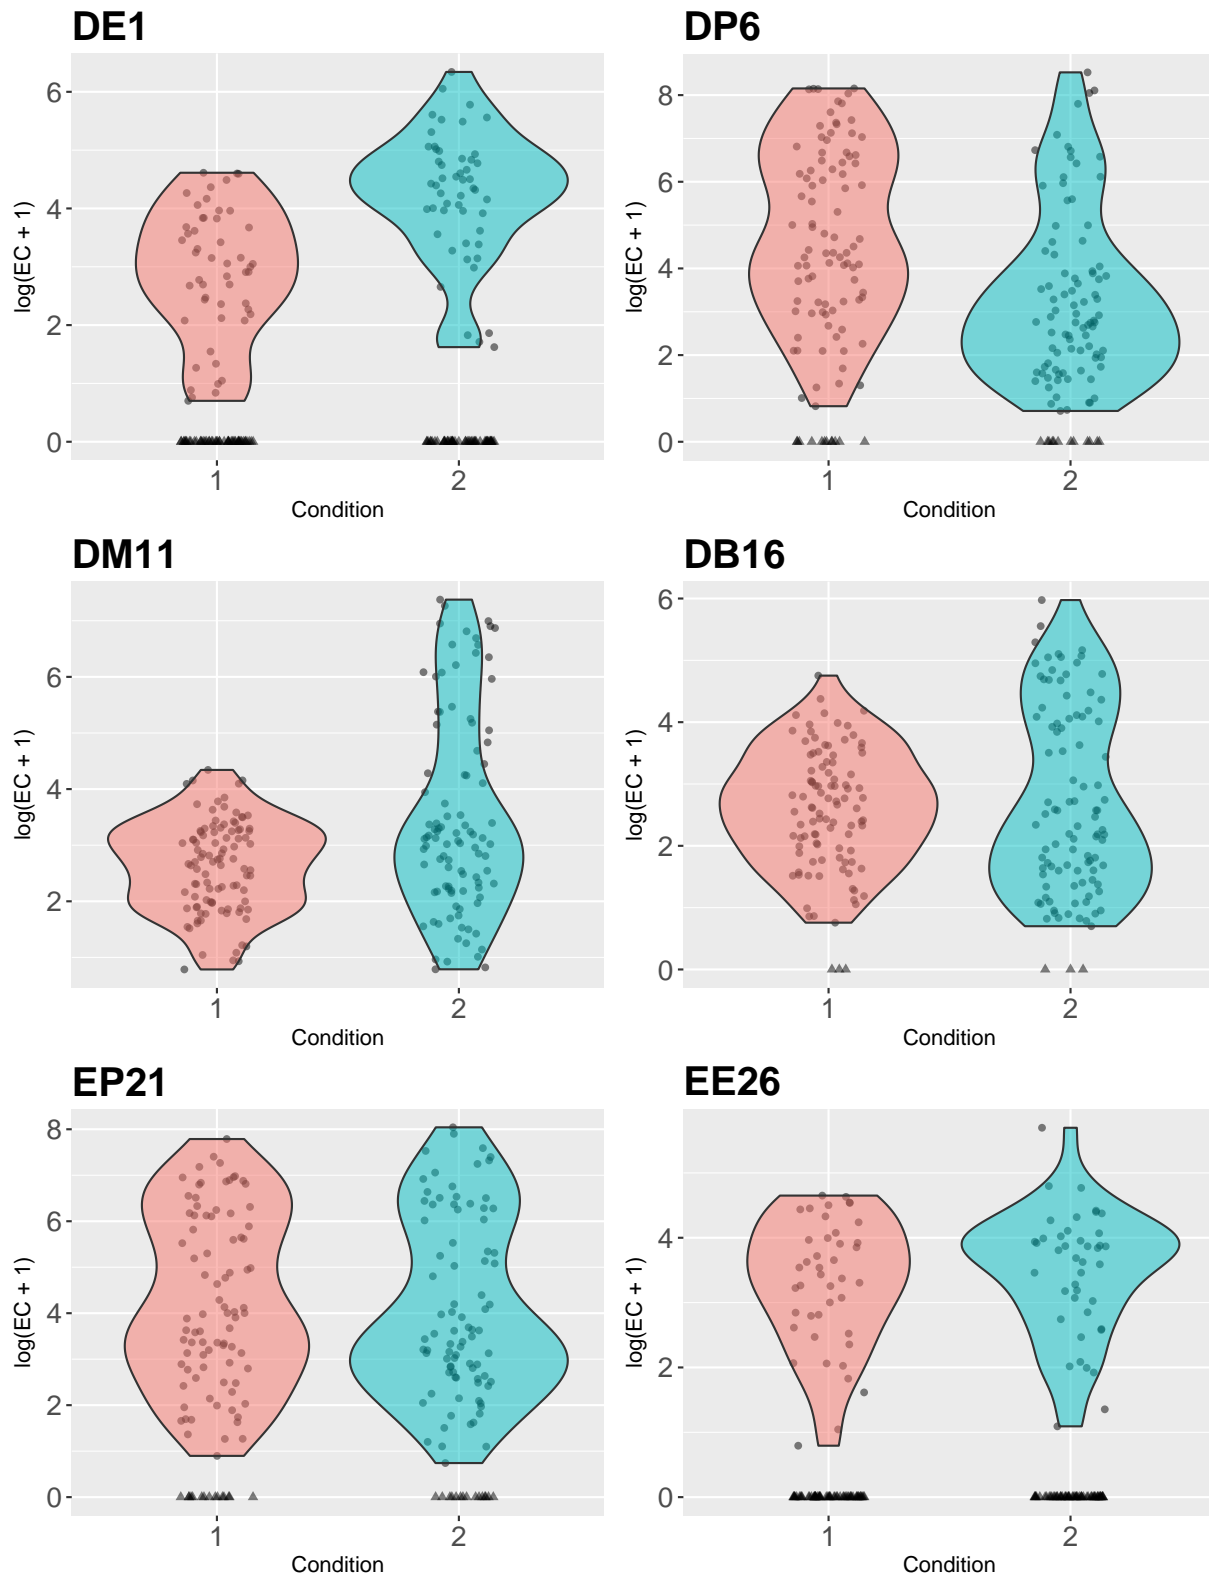 DE1
log(EC + 1)
6
4
2
0
1 2
Condition
DP6
log(EC + 1)
8
6
4
2
0
1 2
Condition
DM11
log(EC + 1)
6
4
2
1 2
Condition
DB16
log(EC + 1)
6
4
2
0
1 2
Condition
EP21
log(EC + 1)
8
6
4
2
0
1 2
Condition
EE26
log(EC + 1)
4
2
0
1 2
Condition